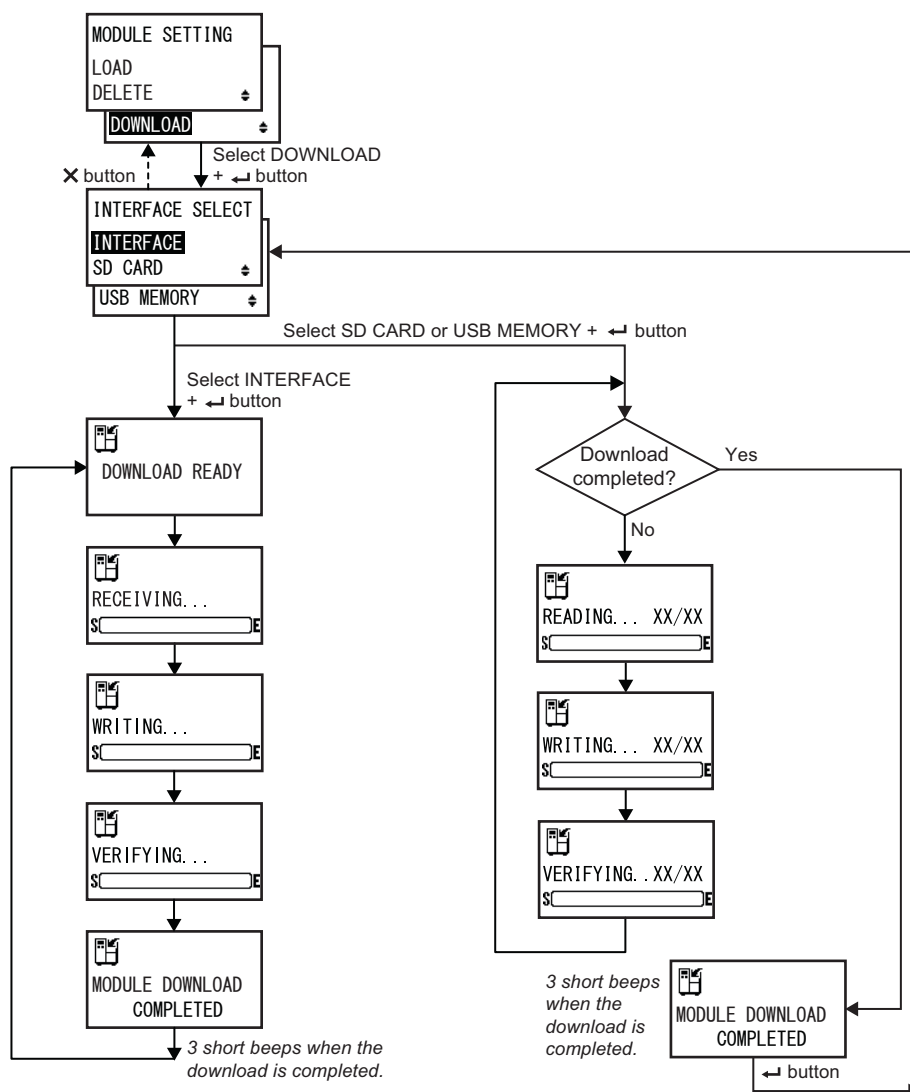 MODULE SETTING
LOAD
DELETE
DOWNLOAD
Select DOWNLOAD
+ ↵ button
✕ button
INTERFACE SELECT
INTERFACE
SD CARD
USB MEMORY
Select SD CARD or USB MEMORY + ↵ button
Select INTERFACE
+ ↵ button
DOWNLOAD READY
RECEIVING...
S E
WRITING...
S E
VERIFYING...
S E
MODULE DOWNLOAD
COMPLETED
3 short beeps when the
download is completed.
Download
completed?
Yes
No
READING... XX/XX
S E
WRITING... XX/XX
S E
VERIFYING..XX/XX
S E
3 short beeps
when the
download is
completed.
MODULE DOWNLOAD
COMPLETED
↵ button